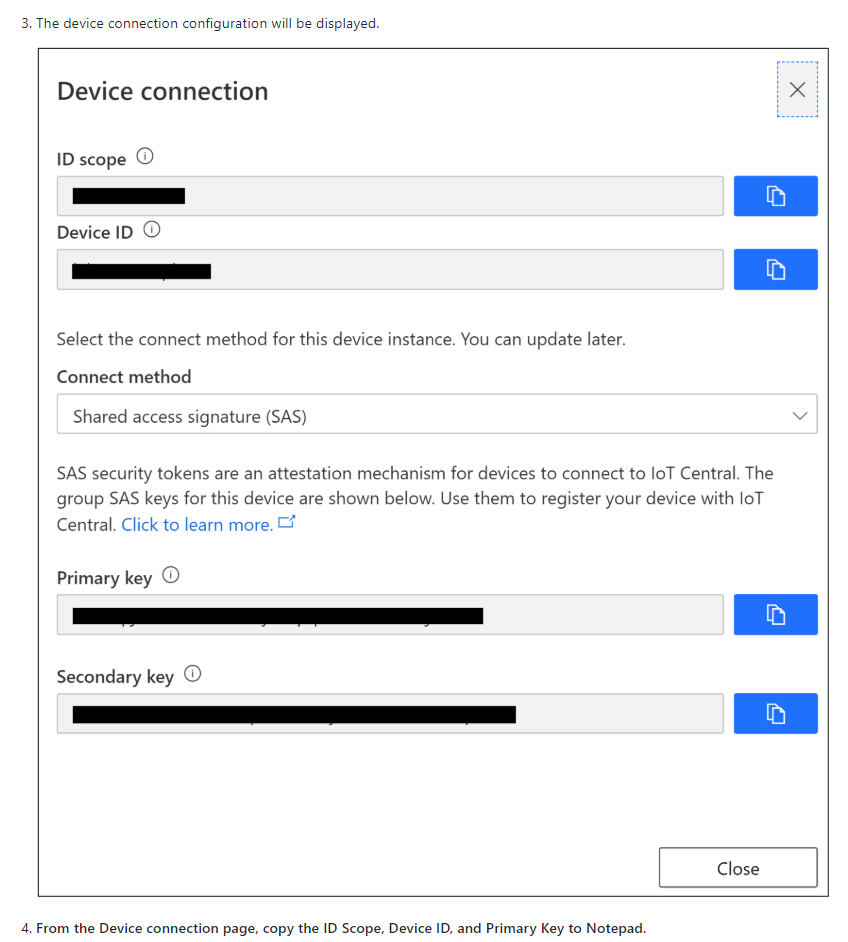 3. The device connection configuration will be displayed.
Device connection
ID scope
Device ID
Select the connect method for this device instance. You can update later.
Connect method
Shared access signature (SAS)
SAS security tokens are an attestation mechanism for devices to connect to IoT Central. The
group SAS keys for this device are shown below. Use them to register your device with IoT
Central. Click to learn more.
Primary key
Secondary key
Close
4. From the Device connection page, copy the ID Scope, Device ID, and Primary Key to Notepad.